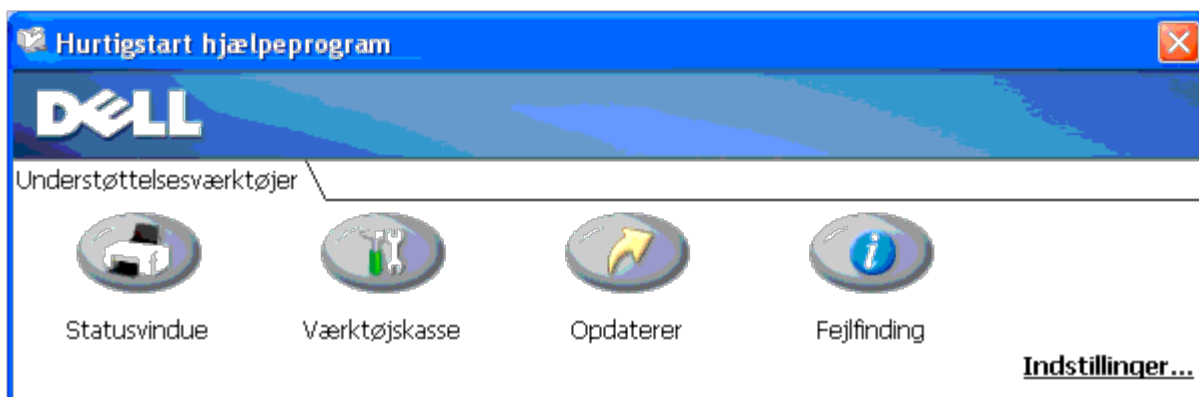 Hurtigstart hjælpeprogram
DELL
Understøttelsesværktøjer
Statusvindue Værktøjskasse Opdaterer Fejlfinding
Indstillinger...